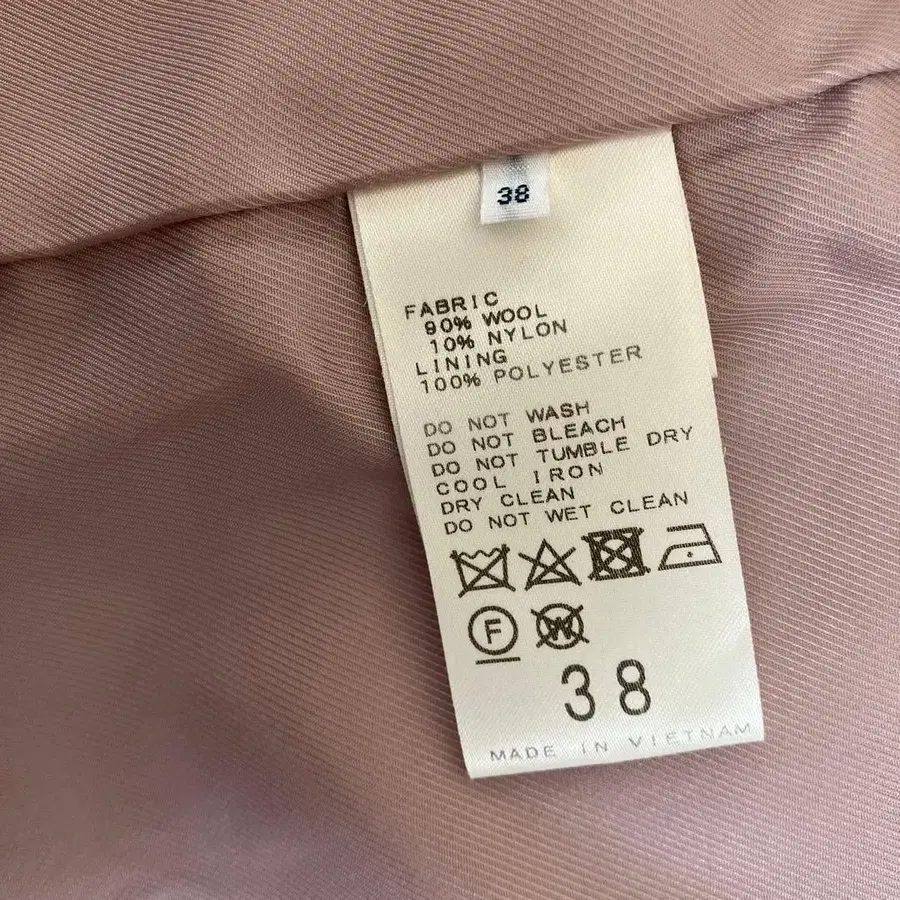 38
FABRIC
90% WOOL
10% NYLON
LINING
100% POLYESTER
DO NOT WASH
DO NOT BLEACH
DO NOT TUMBLE DRY
COOL IRON
DRY CLEAN
DO NOT WET CLEAN
F W
38
MADE IN VIETNAM